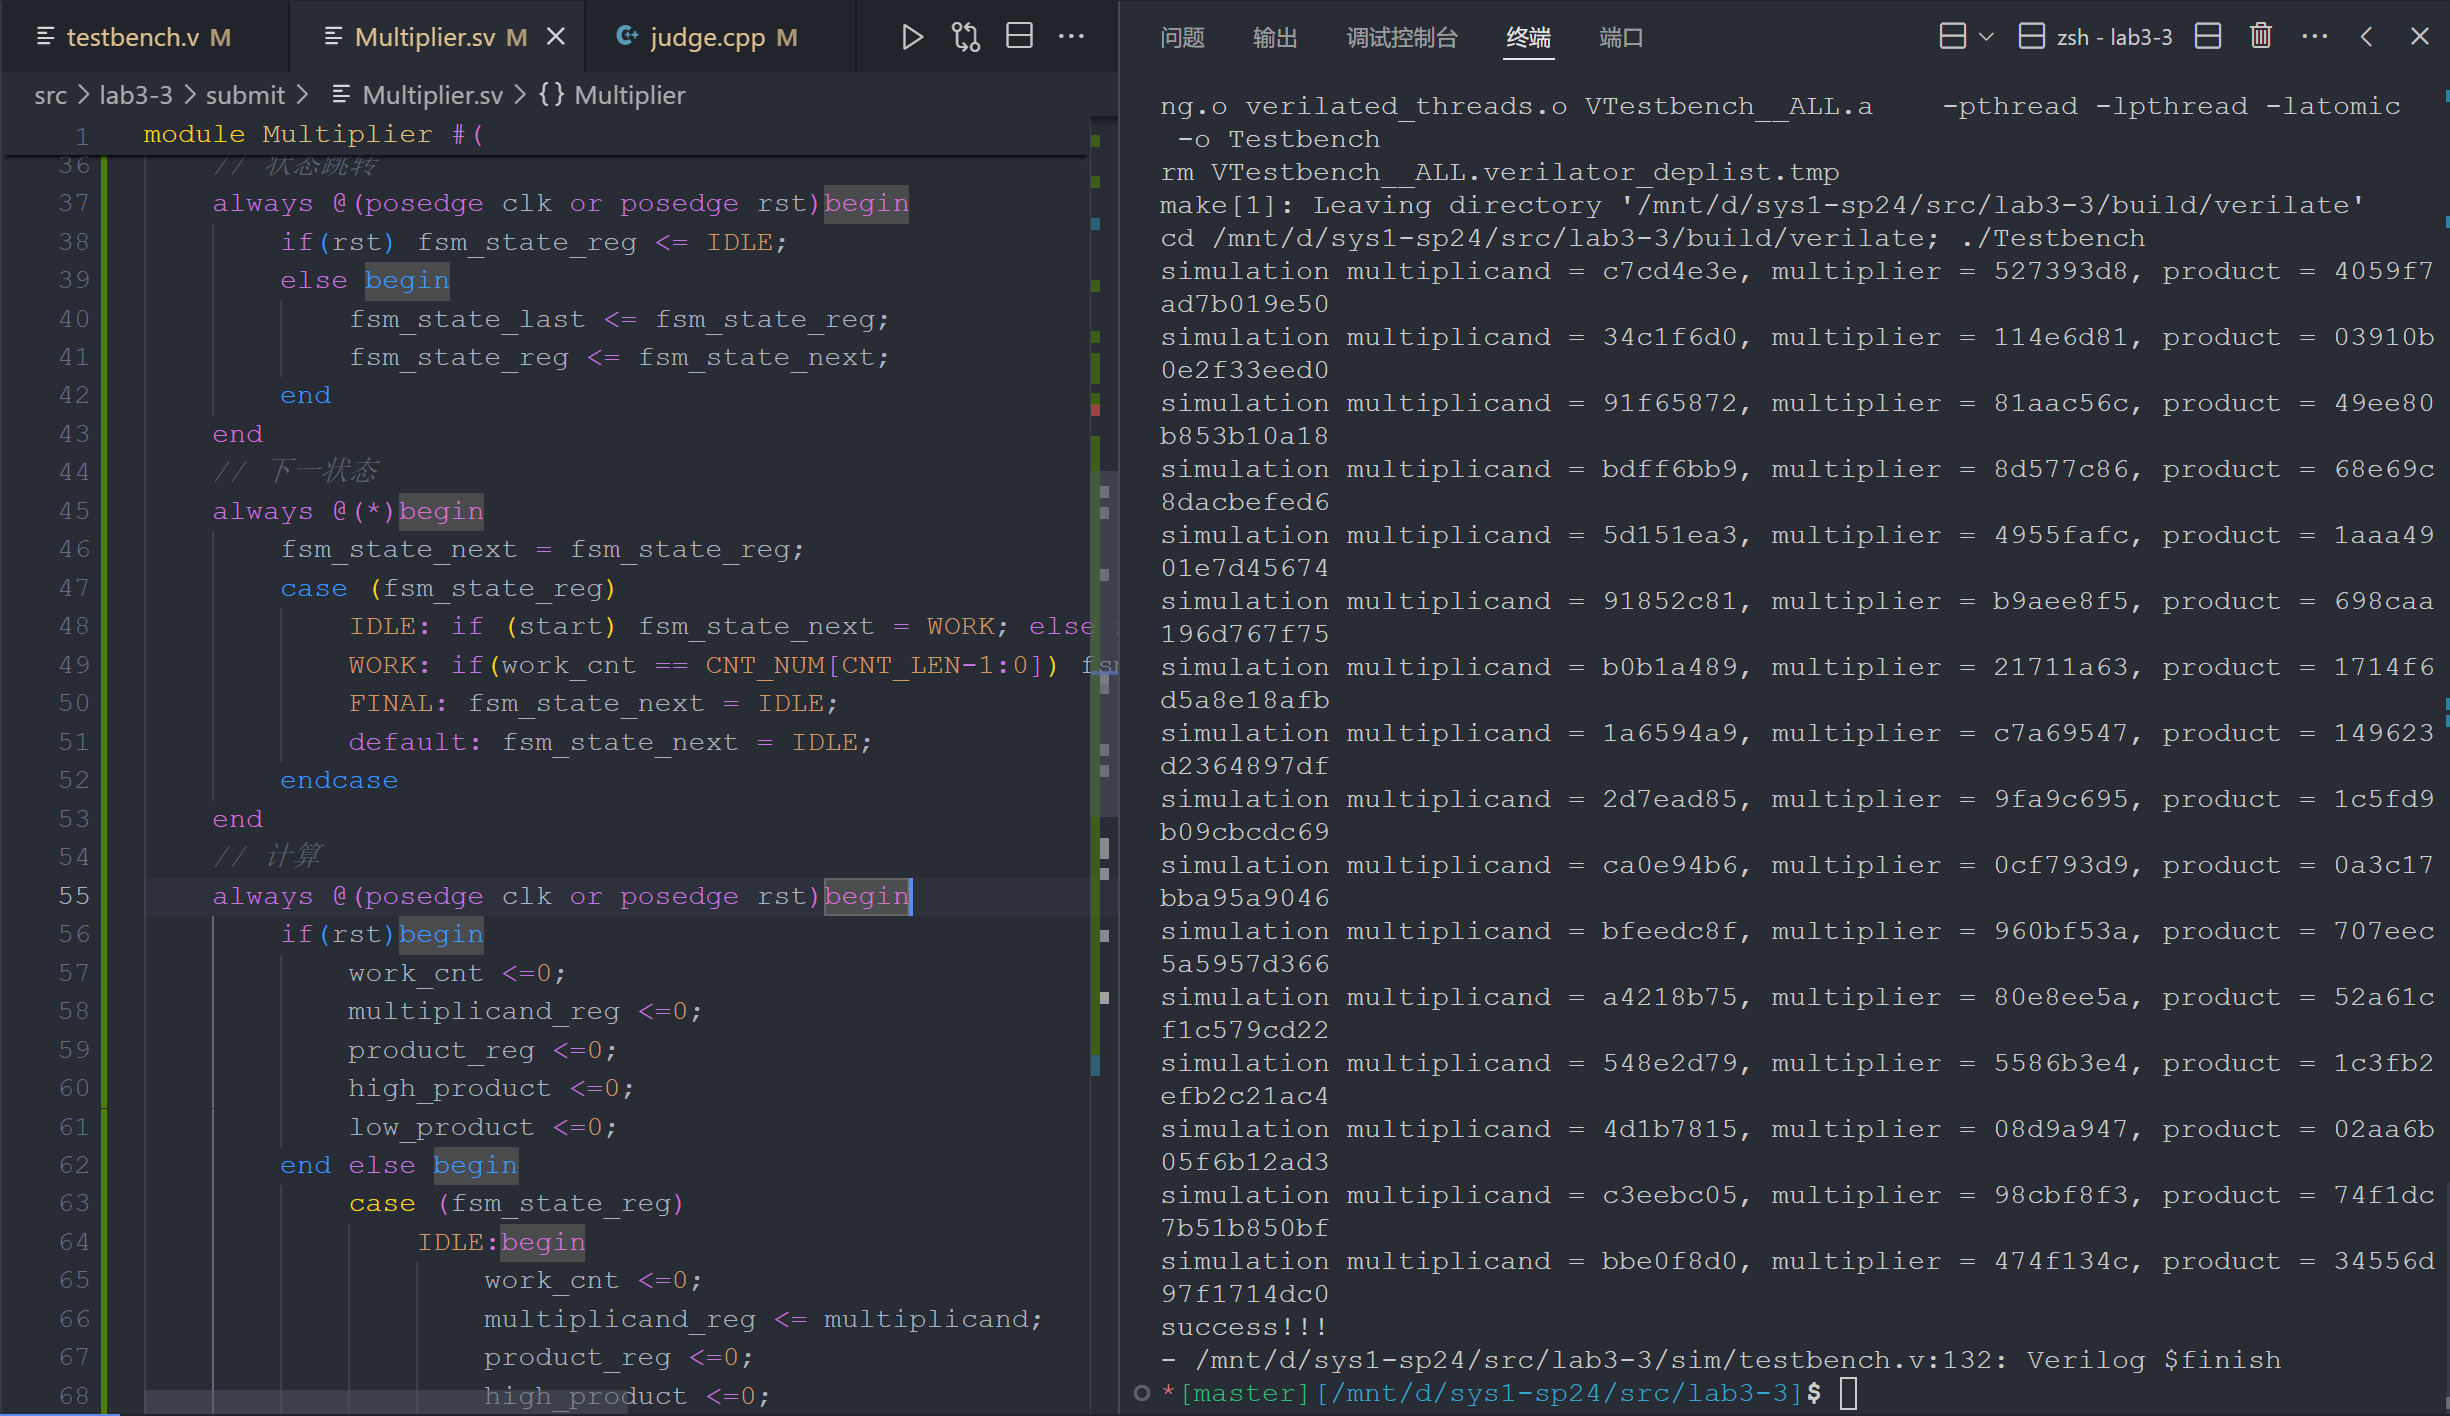 testbench.v M
Multiplier.sv M
judge.cpp M
src > lab3-3 > submit > Multiplier.sv > {} Multiplier
1 module Multiplier #(
36 // 状态跳转
37 always @(posedge clk or posedge rst)begin
38 if(rst) fsm_state_reg <= IDLE;
39 else begin
40 fsm_state_last <= fsm_state_reg;
41 fsm_state_reg <= fsm_state_next;
42 end
43 end
44 // 下一状态
45 always @(*)begin
46 fsm_state_next = fsm_state_reg;
47 case (fsm_state_reg)
48 IDLE: if (start) fsm_state_next = WORK; else
49 WORK: if(work_cnt == CNT_NUM[CNT_LEN-1:0])
50 FINAL: fsm_state_next = IDLE;
51 default: fsm_state_next = IDLE;
52 endcase
53 end
54 // 计算
55 always @(posedge clk or posedge rst)begin
56 if(rst)begin
57 work_cnt <=0;
58 multiplicand_reg <=0;
59 product_reg <=0;
60 high_product <=0;
61 low_product <=0;
62 end else begin
63 case (fsm_state_reg)
64 IDLE:begin
65 work_cnt <=0;
66 multiplicand_reg <= multiplicand;
67 product_reg <=0;
68 high_product <=0;
问题 输出 调试控制台 终端 端口
zsh - lab3-3
ng.o verilated_threads.o VTestbench__ALL.a -pthread -lpthread -latomic
-o Testbench
rm VTestbench__ALL.verilator_deplist.tmp
make[1]: Leaving directory '/mnt/d/sys1-sp24/src/lab3-3/build/verilate'
cd /mnt/d/sys1-sp24/src/lab3-3/build/verilate; ./Testbench
simulation multiplicand = c7cd4e3e, multiplier = 527393d8, product = 4059f7
ad7b019e50
simulation multiplicand = 34c1f6d0, multiplier = 114e6d81, product = 03910b
0e2f33eed0
simulation multiplicand = 91f65872, multiplier = 81aac56c, product = 49ee80
b853b10a18
simulation multiplicand = bdff6bb9, multiplier = 8d577c86, product = 68e69c
8dacbefed6
simulation multiplicand = 5d151ea3, multiplier = 4955fafc, product = 1aaa49
01e7d45674
simulation multiplicand = 91852c81, multiplier = b9aee8f5, product = 698caa
196d767f75
simulation multiplicand = b0b1a489, multiplier = 21711a63, product = 1714f6
d5a8e18afb
simulation multiplicand = 1a6594a9, multiplier = c7a69547, product = 149623
d2364897df
simulation multiplicand = 2d7ead85, multiplier = 9fa9c695, product = 1c5fd9
b09cbcdc69
simulation multiplicand = ca0e94b6, multiplier = 0cf793d9, product = 0a3c17
bba95a9046
simulation multiplicand = bfeedc8f, multiplier = 960bf53a, product = 707eec
5a5957d366
simulation multiplicand = a4218b75, multiplier = 80e8ee5a, product = 52a61c
f1c579cd22
simulation multiplicand = 548e2d79, multiplier = 5586b3e4, product = 1c3fb2
efb2c21ac4
simulation multiplicand = 4d1b7815, multiplier = 08d9a947, product = 02aa6b
05f6b12ad3
simulation multiplicand = c3eebc05, multiplier = 98cbf8f3, product = 74f1dc
7b51b850bf
simulation multiplicand = bbe0f8d0, multiplier = 474f134c, product = 34556d
97f1714dc0
success!!!
- /mnt/d/sys1-sp24/src/lab3-3/sim/testbench.v:132: Verilog $finish
*[master][/mnt/d/sys1-sp24/src/lab3-3]$